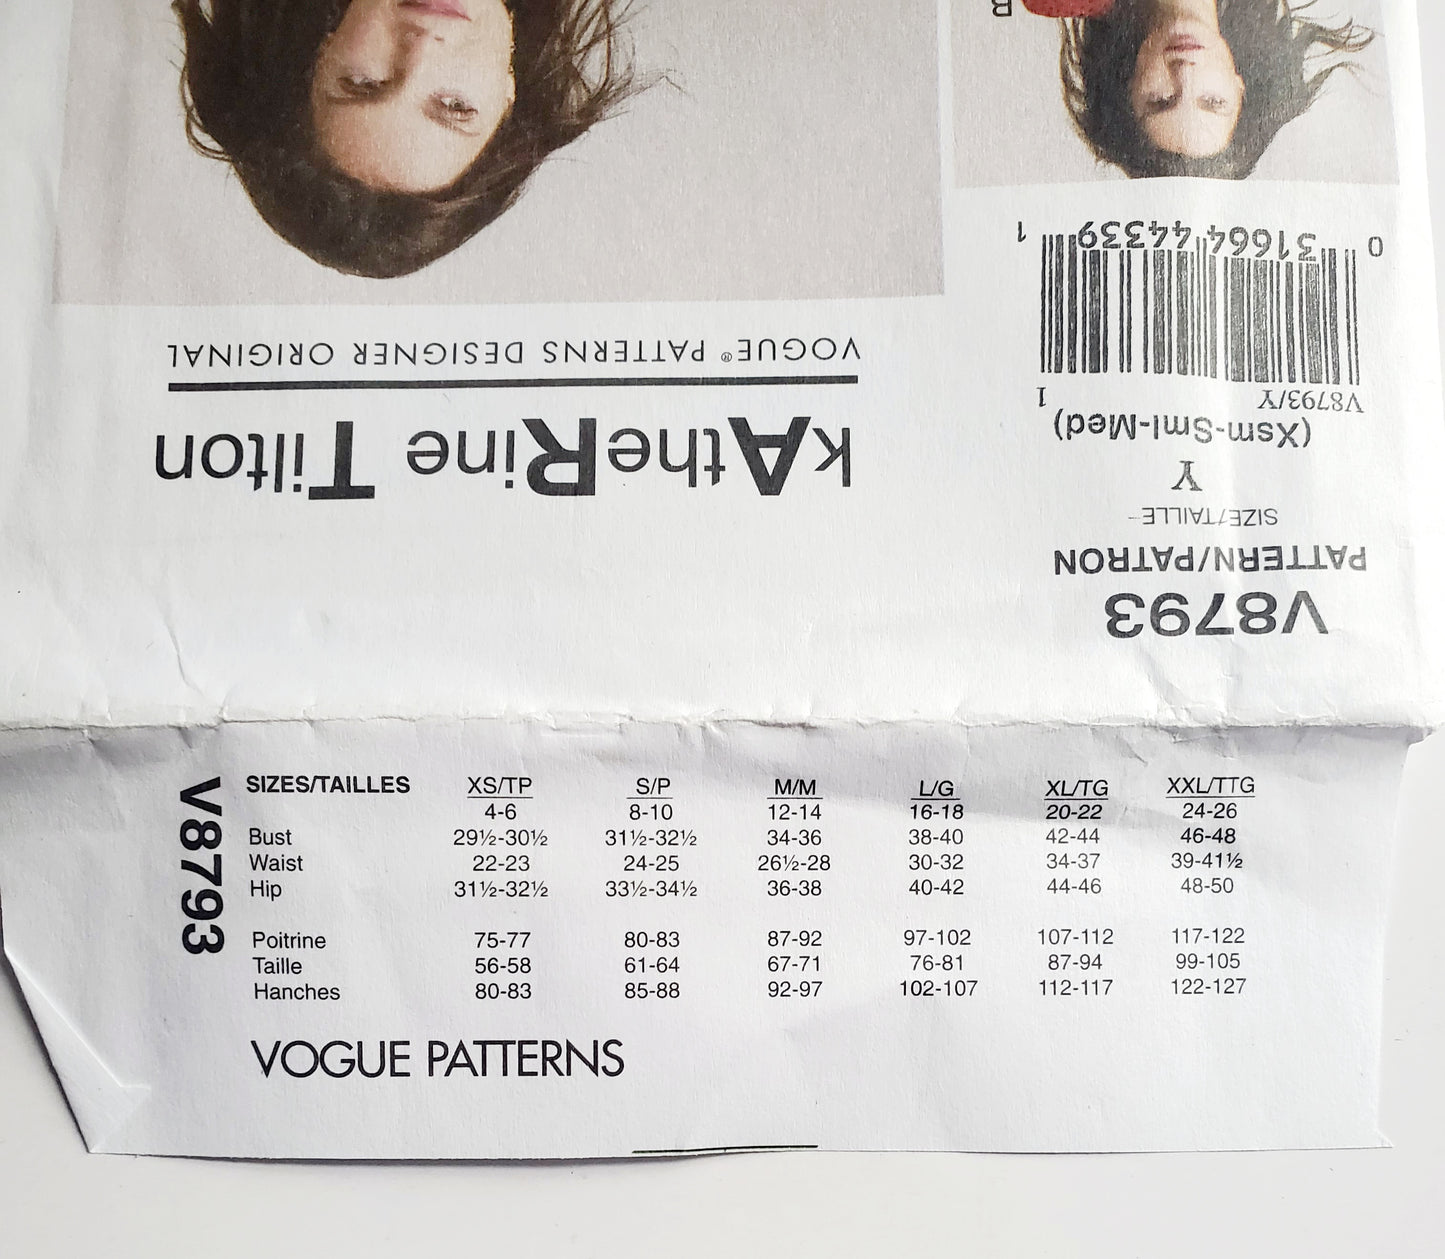 B
0 31664 44339 1
V8793/Y
1
(Xsm-Sml-Med)
Y
SIZE/TAILLE
PATTERN/PATRON
V8793
VOGUE® PATTERNS DESIGNER ORIGINAL
kAtheRine Tilton
V8793
SIZES/TAILLES XS/TP S/P M/M L/G XL/TG XXL/TTG
4-6 8-10 12-14 16-18 20-22 24-26
Bust 29½-30½ 31½-32½ 34-36 38-40 42-44 46-48
Waist 22-23 24-25 26½-28 30-32 34-37 39-41½
Hip 31½-32½ 33½-34½ 36-38 40-42 44-46 48-50
Poitrine 75-77 80-83 87-92 97-102 107-112 117-122
Taille 56-58 61-64 67-71 76-81 87-94 99-105
Hanches 80-83 85-88 92-97 102-107 112-117 122-127
VOGUE PATTERNS